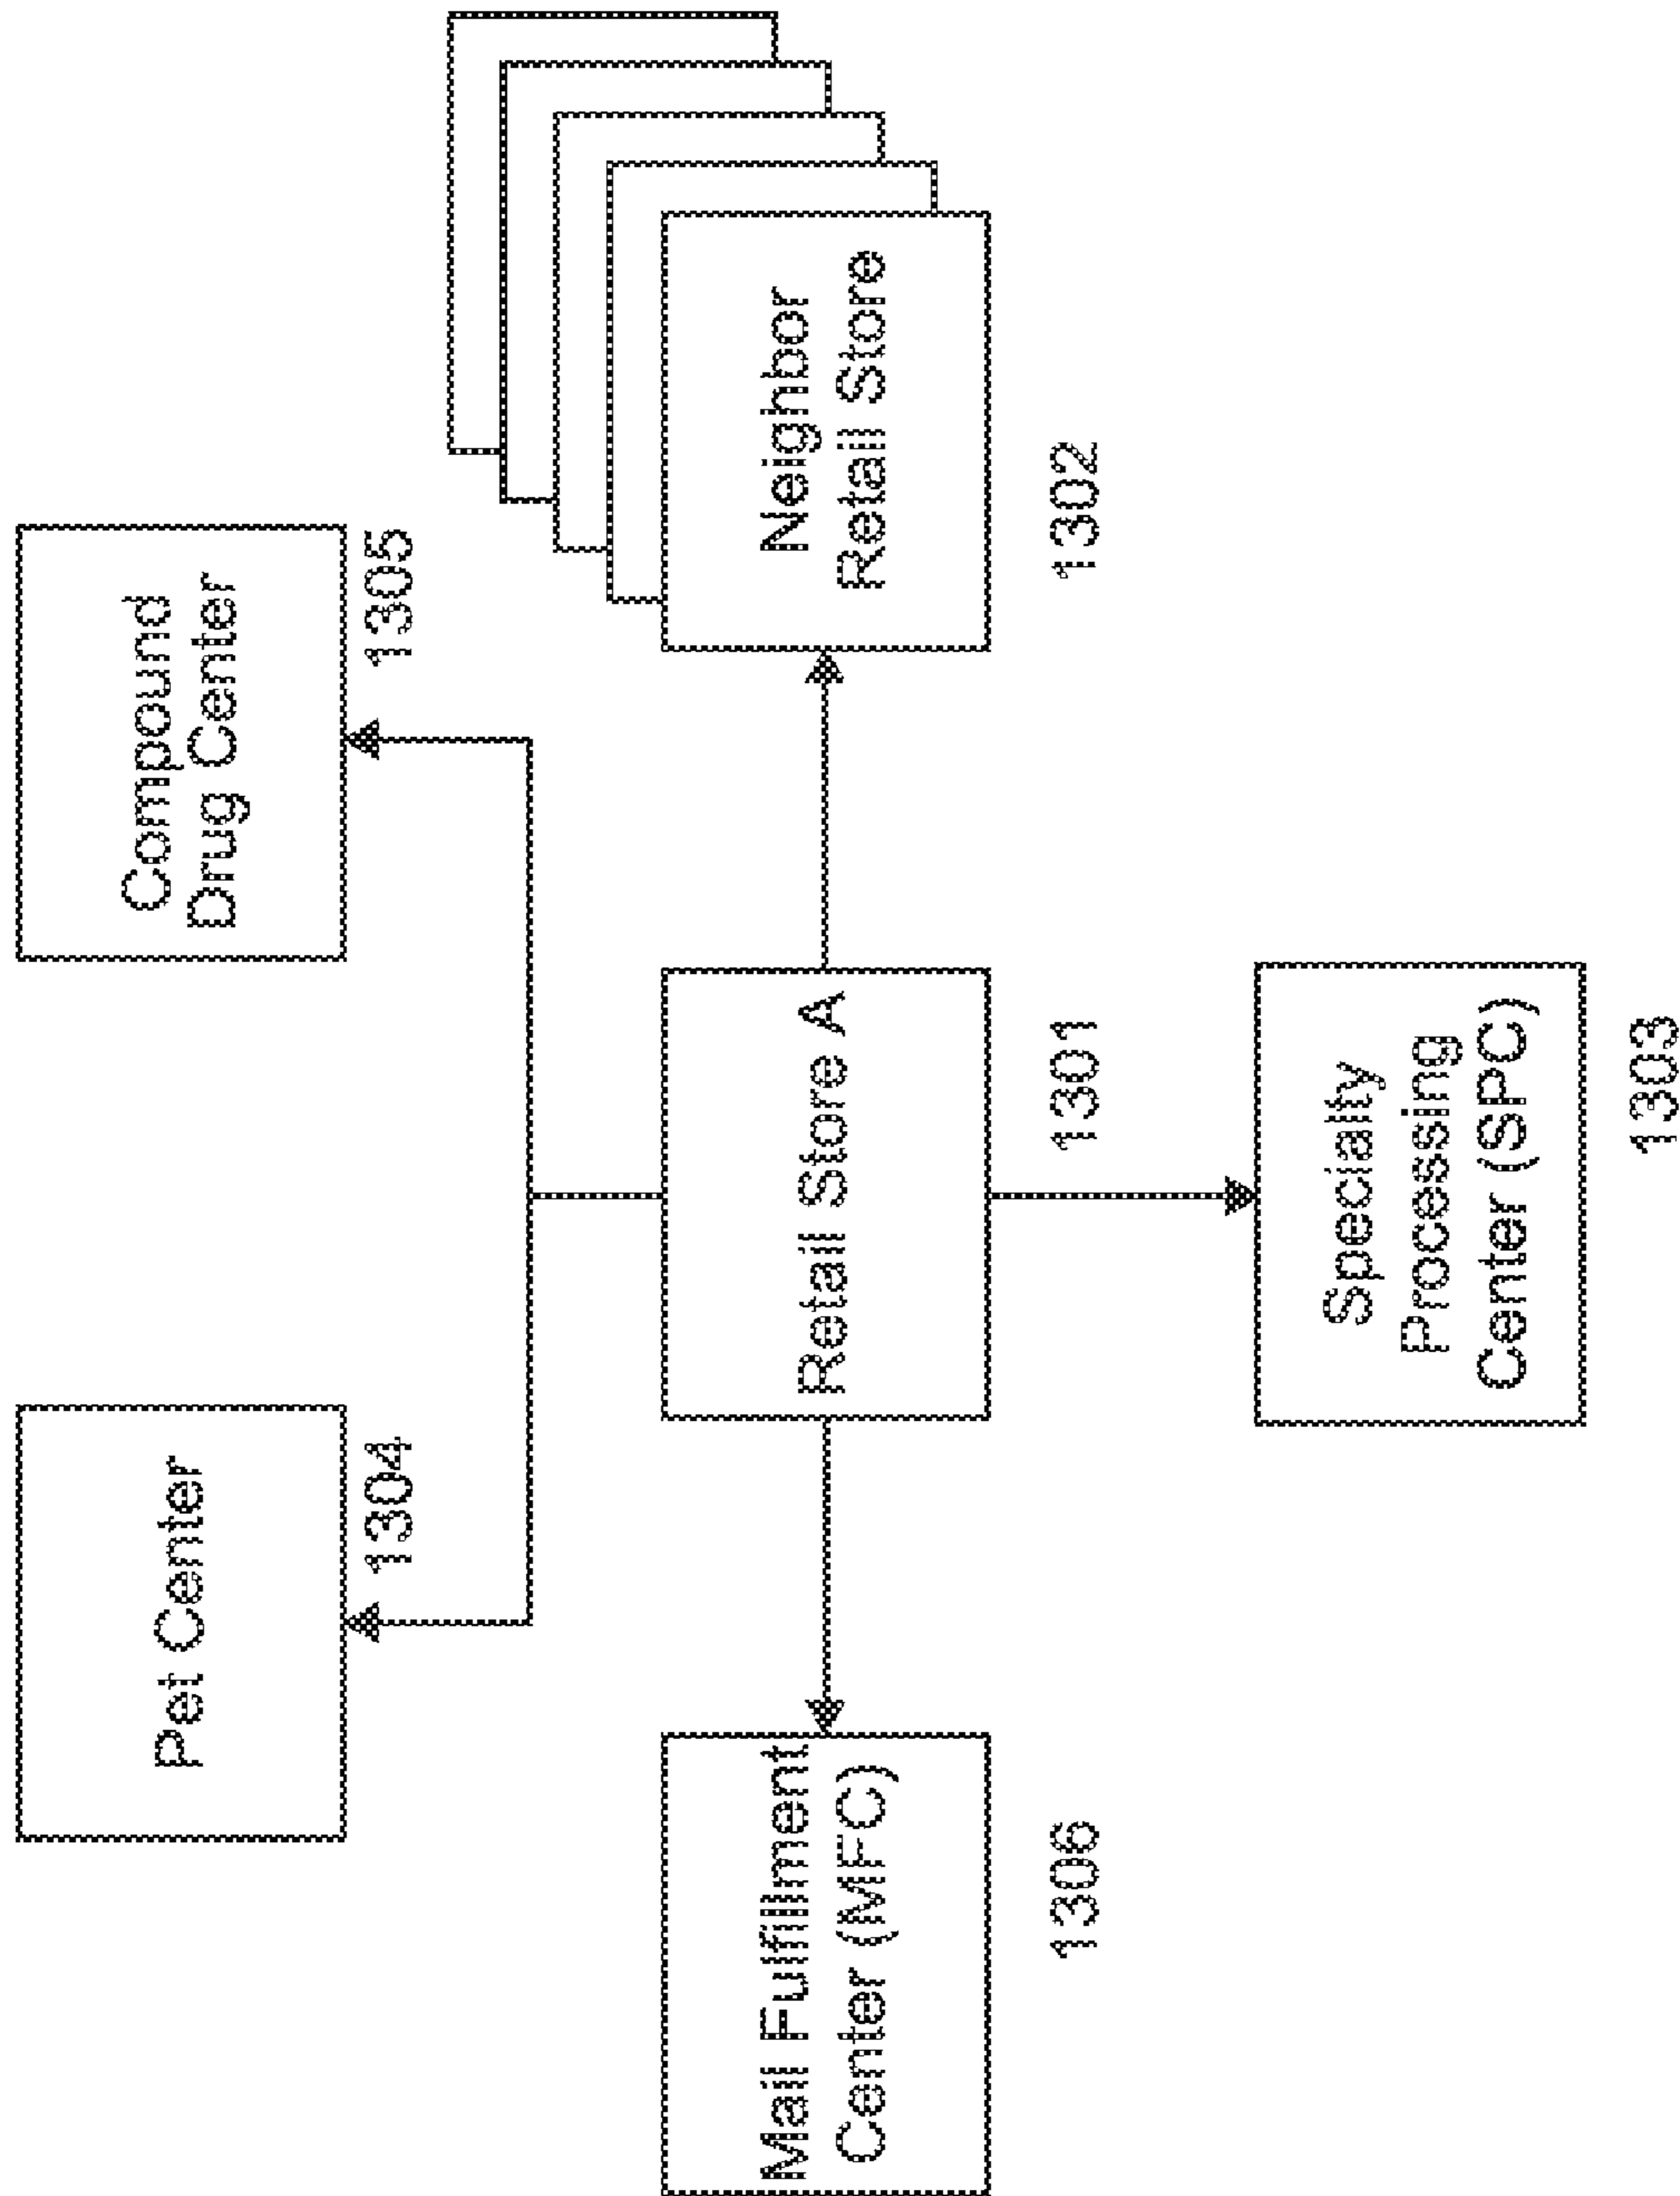 Pet Center
1304
Compound
Drug Center
1305
Mail Fulfillment
Center (MFC)
1306
Retail Store A
1301
Neighbor
Retail Store
1302
Specialty
Processing
Center (SPC)
1303